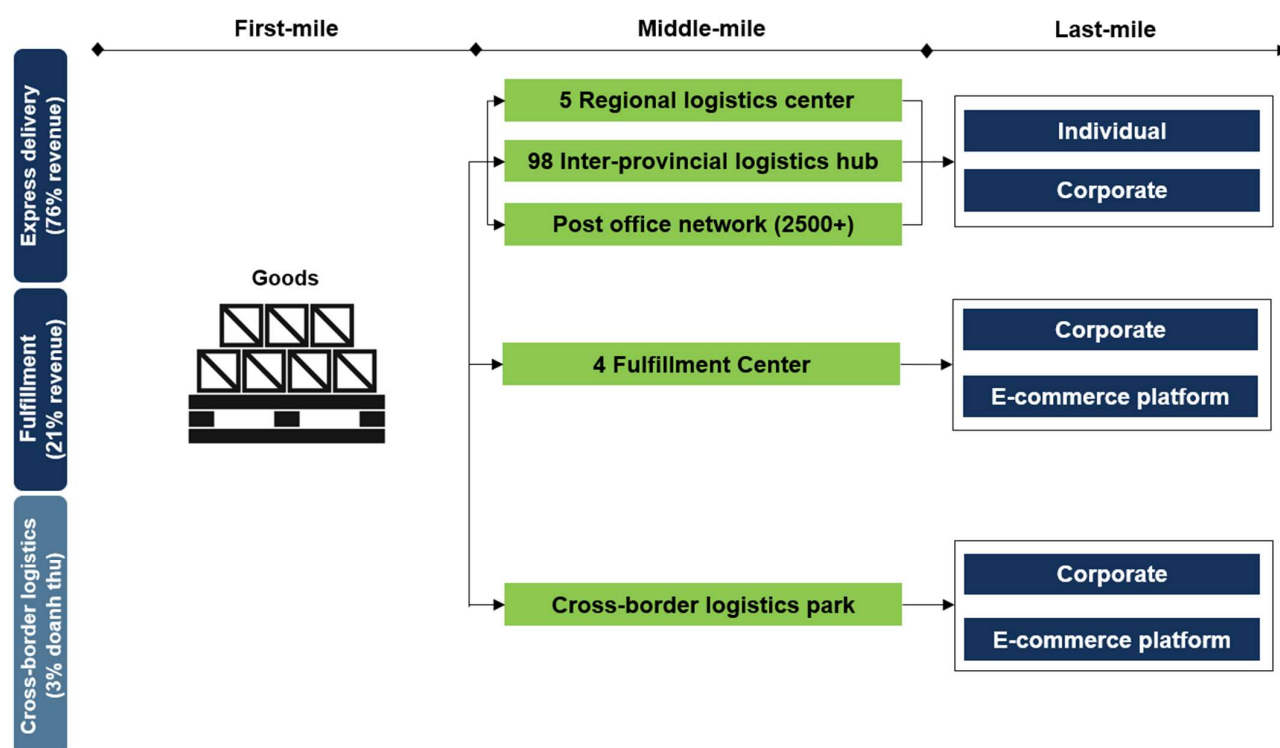 First-mile
Middle-mile
Last-mile
Express delivery
(76% revenue)
5 Regional logistics center
98 Inter-provincial logistics hub
Post office network (2500+)
Individual
Corporate
Goods
Fulfillment
(21% revenue)
4 Fulfillment Center
Corporate
E-commerce platform
Cross-border logistics
(3% doanh thu)
Cross-border logistics park
Corporate
E-commerce platform